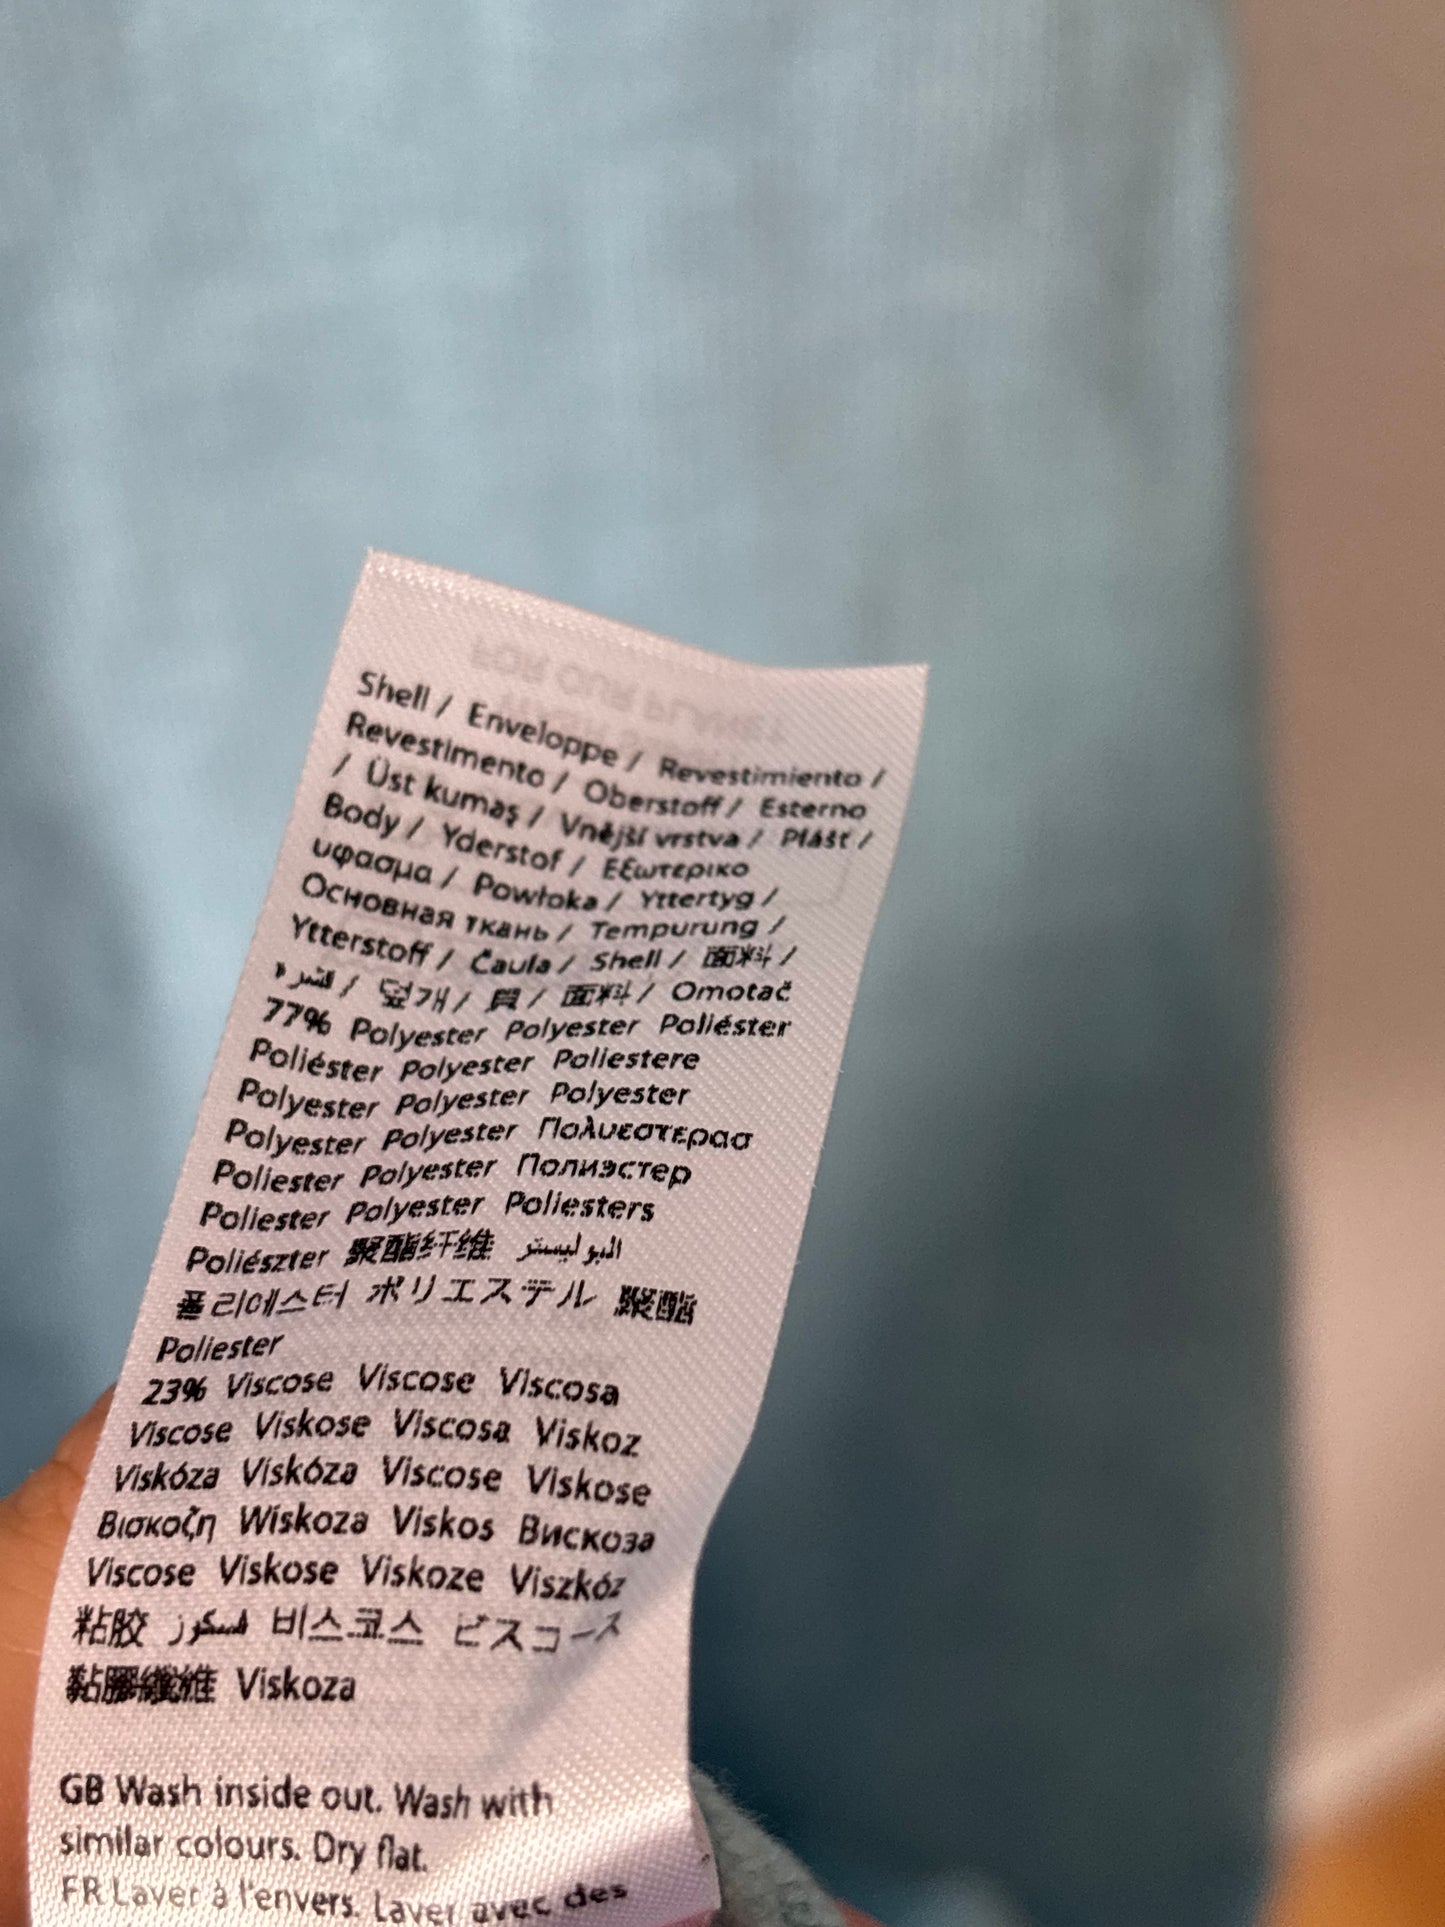 Shell / Enveloppe / Revestimiento /
Revestimento / Oberstoff / Esterno
/ Üst kumaş / Vnější vrstva / Plášť /
Body / Yderstof / Εξωτερικο
υφασμα / Powłoka / Yttertyg /
Основная ткань / Tempurung /
Ytterstoff / Čaula / Shell / 面料 /
/ 덮개 / 貝 / 面料 / Omotač
77% Polyester Polyester Poliéster
Poliéster Polyester Poliestere
Polyester Polyester Polyester
Polyester Polyester Πολυεστερασ
Poliester Polyester Полиэстер
Poliester Polyester Poliesters
Poliészter 聚酯纤维 البوليستر
폴리에스터 ポリエステル 聚酯
Poliester
23% Viscose Viscose Viscosa
Viscose Viskose Viscosa Viskoz
Viskóza Viskóza Viscose Viskose
Βισκοζη Wiskoza Viskos Вискоза
Viscose Viskose Viskoze Viszkóz
粘胶 비스코스 ビスコース
黏膠纖維 Viskoza
GB Wash inside out. Wash with
similar colours. Dry flat.
FR Laver à l'envers. Laver avec des
FOR OUR PLANET